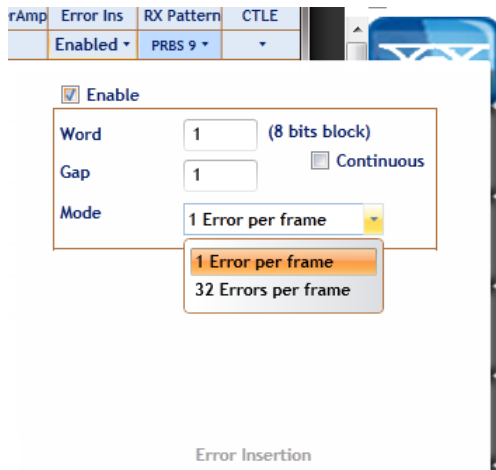 erAmp Error Ins RX Pattern CTLE
Enabled PRBS 9
Enable
Word 1 (8 bits block)
Continuous
Gap 1
Mode 1 Error per frame
1 Error per frame
32 Errors per frame
Error Insertion